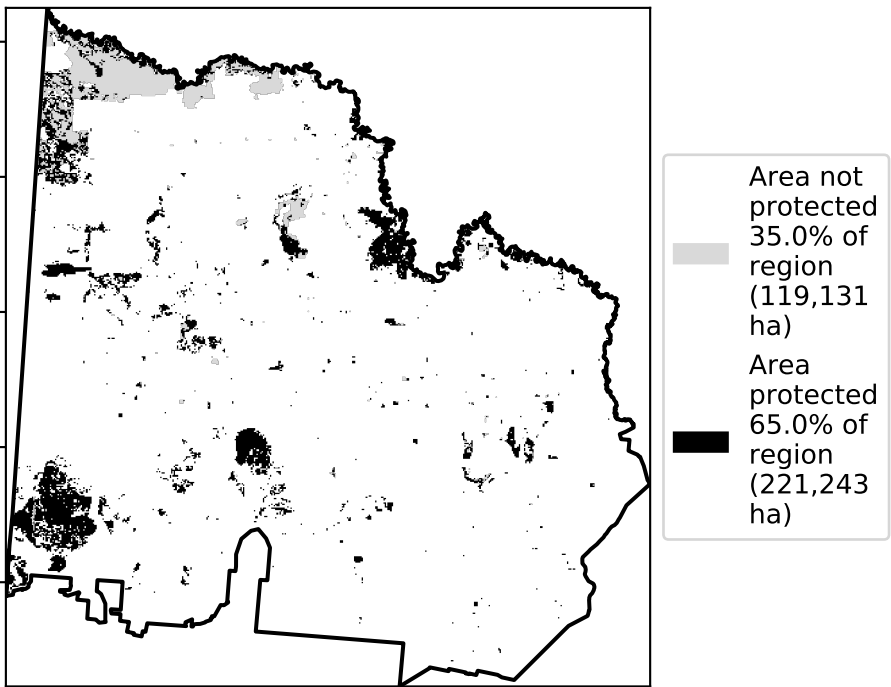 Area not
protected
35.0% of
region
(119,131
ha)
Area
protected
65.0% of
region
(221,243
ha)